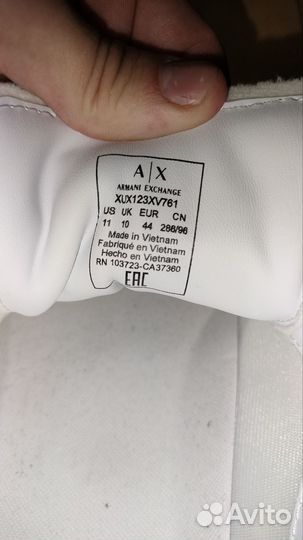 A|X
ARMANI EXCHANGE
XUX123XV761
US UK EUR CN
11 10 44 286/96
Made in Vietnam
Fabriqué en Vietnam
Hecho en Vietnam
RN 103723-CA37360
EAC
Avito